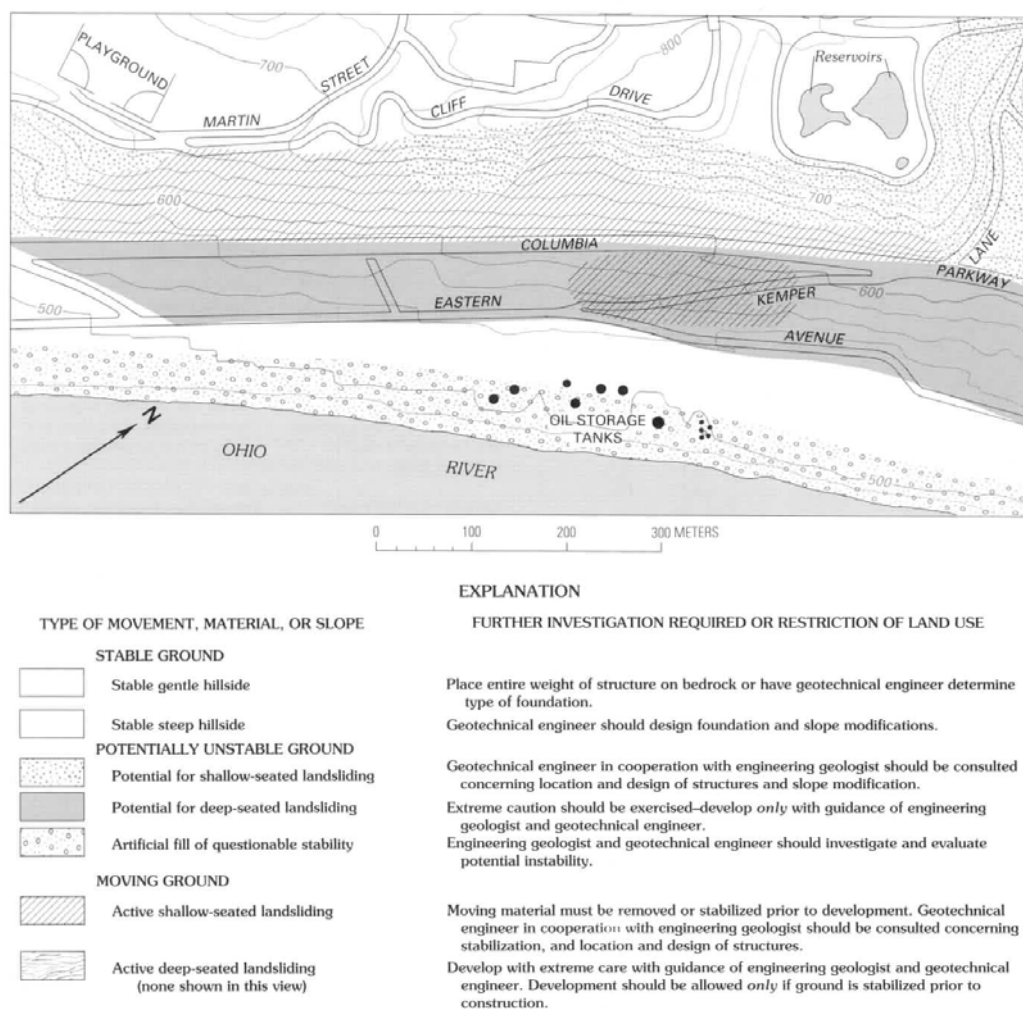 PLAYGROUND
700
MARTIN
STREET
CLIFF
DRIVE
800
Reservoirs
700
600
LANE
COLUMBIA
PARKWAY
500
EASTERN
KEMPER
600
AVENUE
N
OIL STORAGE
TANKS
OHIO
RIVER
500
0 100 200 300 METERS
EXPLANATION
TYPE OF MOVEMENT, MATERIAL, OR SLOPE
FURTHER INVESTIGATION REQUIRED OR RESTRICTION OF LAND USE
STABLE GROUND
Stable gentle hillside
Place entire weight of structure on bedrock or have geotechnical engineer determine
type of foundation.
Stable steep hillside
Geotechnical engineer should design foundation and slope modifications.
POTENTIALLY UNSTABLE GROUND
Potential for shallow-seated landsliding
Geotechnical engineer in cooperation with engineering geologist should be consulted
concerning location and design of structures and slope modification.
Potential for deep-seated landsliding
Extreme caution should be exercised–develop only with guidance of engineering
geologist and geotechnical engineer.
Artificial fill of questionable stability
Engineering geologist and geotechnical engineer should investigate and evaluate
potential instability.
MOVING GROUND
Active shallow-seated landsliding
Moving material must be removed or stabilized prior to development. Geotechnical
engineer in cooperation with engineering geologist should be consulted concerning
stabilization, and location and design of structures.
Active deep-seated landsliding
(none shown in this view)
Develop with extreme care with guidance of engineering geologist and geotechnical
engineer. Development should be allowed only if ground is stabilized prior to
construction.